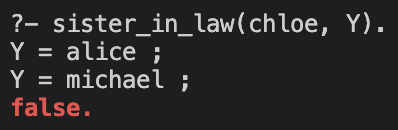 ?- sister_in_law(chloe, Y).
Y = alice ;
Y = michael ;
false.